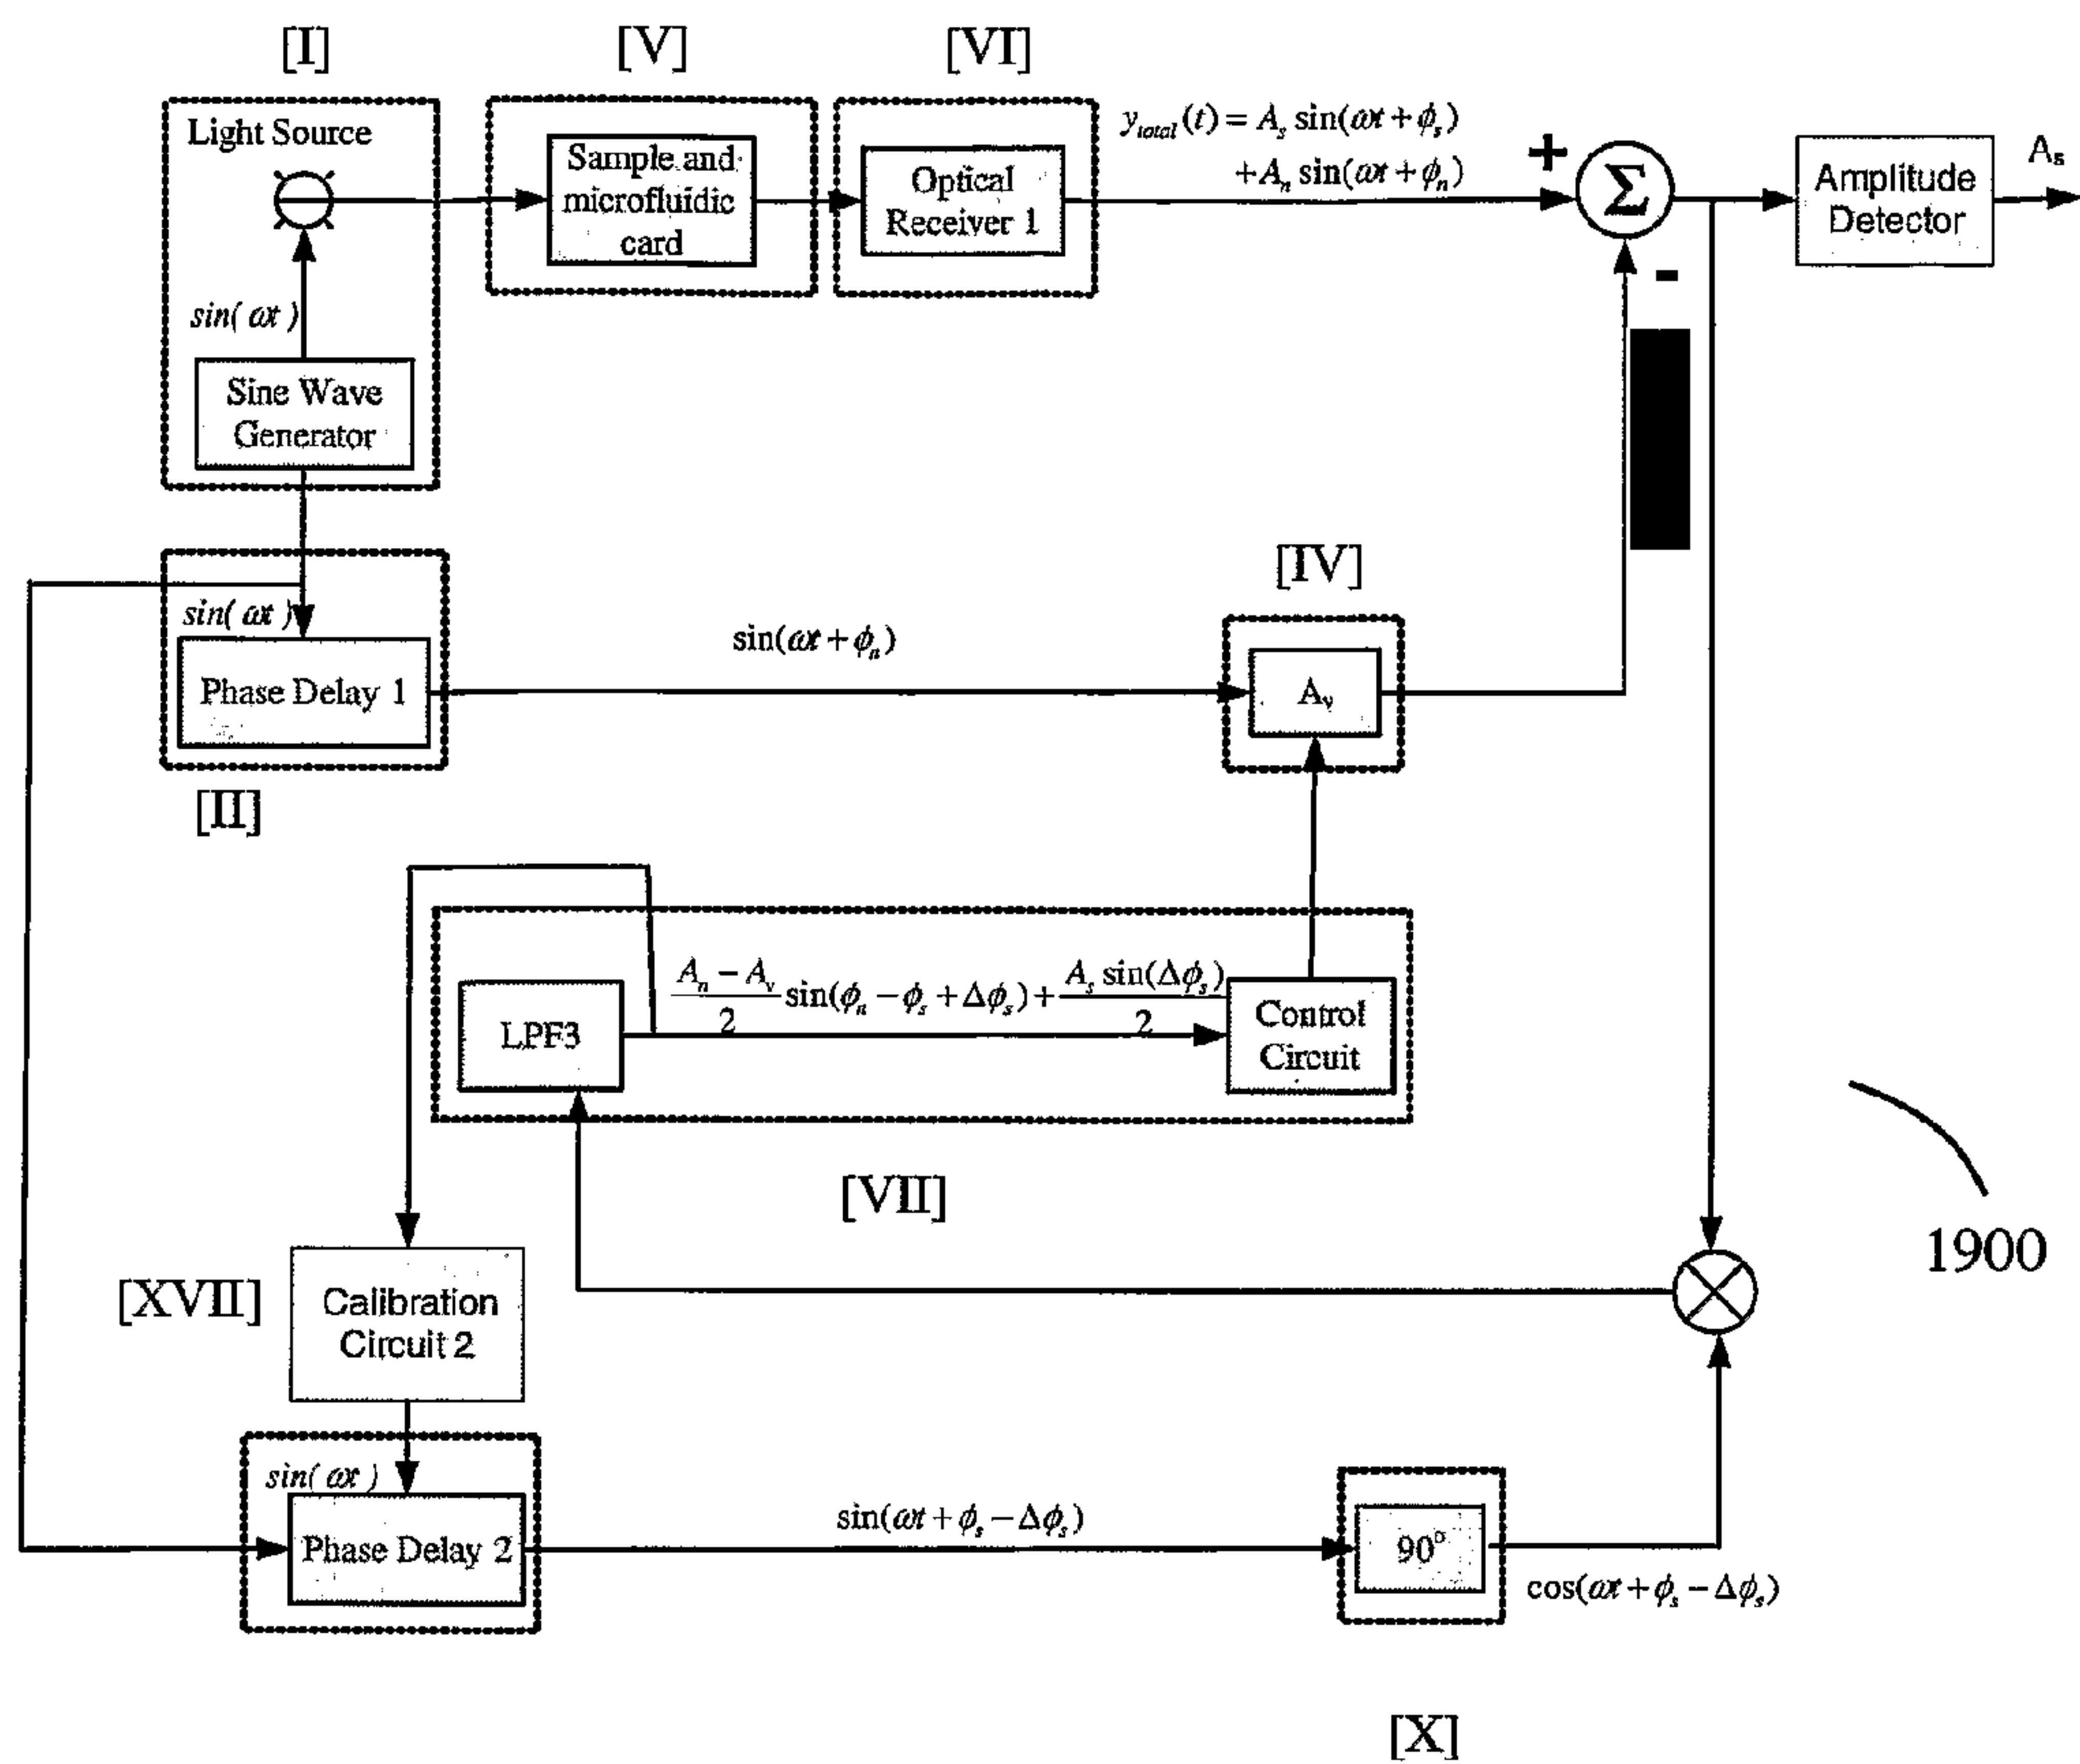 [I]
[V]
[VI]
Light Source
Sample and
microfluidic
card
Optical
Receiver 1
y_total(t) = A_s sin(ωt + φ_s)
+A_n sin(ωt + φ_n)
+
Σ
-
Amplitude
Detector
A_s
sin( ωt )
Sine Wave
Generator
[IV]
sin( ωt )
Phase Delay 1
sin(ωt + φ_n)
A_v
[II]
LPF3
(A_n − A_v)/2 sin(φ_n − φ_s + Δφ_s) + A_s sin(Δφ_s)/2
Control
Circuit
[VII]
1900
[XVII]
Calibration
Circuit 2
sin( ωt )
Phase Delay 2
sin(ωt + φ_s − Δφ_s)
90°
cos(ωt + φ_s − Δφ_s)
[X]